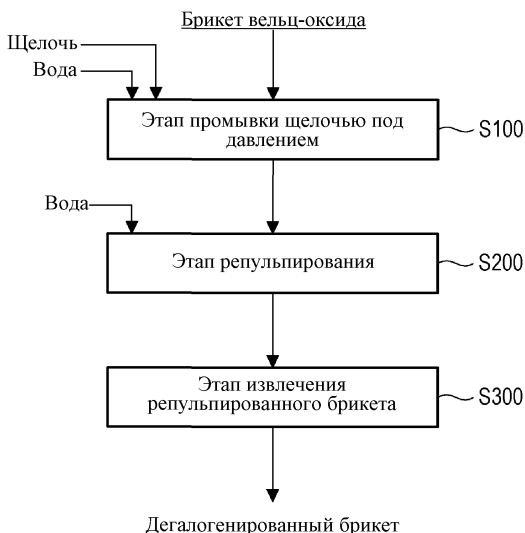 Брикет вельц-оксида
Щелочь
Вода
Этап промывки щелочью под
давлением
S100
Вода
Этап репульпирования
S200
Этап извлечения
репульпированного брикета
S300
Дегалогенированный брикет